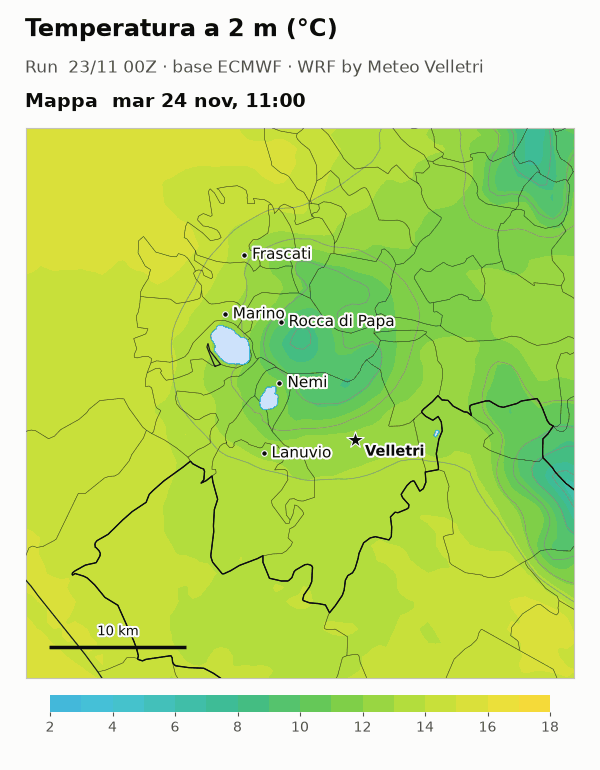 Temperatura a 2 m (°C)
Run  23/11 00Z · base ECMWF · WRF by Meteo Velletri
Mappa  mar 24 nov, 11:00
Frascati
Marino
Rocca di Papa
Nemi
Velletri
Lanuvio
10 km
2 4 6 8 10 12 14 16 18